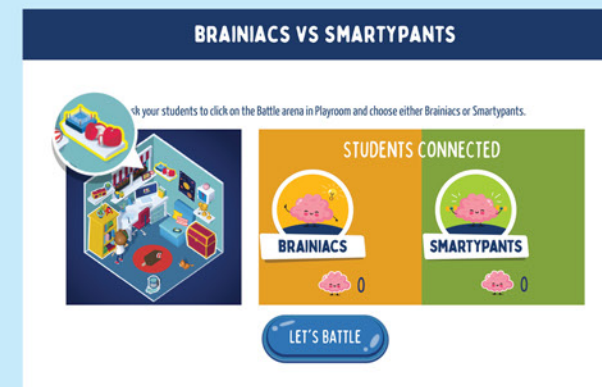 BRAINIACS VS SMARTYPANTS
your students to click on the Battle arena in Playroom and choose either Brainiacs or Smartypants.
STUDENTS CONNECTED
BRAINIACS
SMARTYPANTS
0
0
LET'S BATTLE